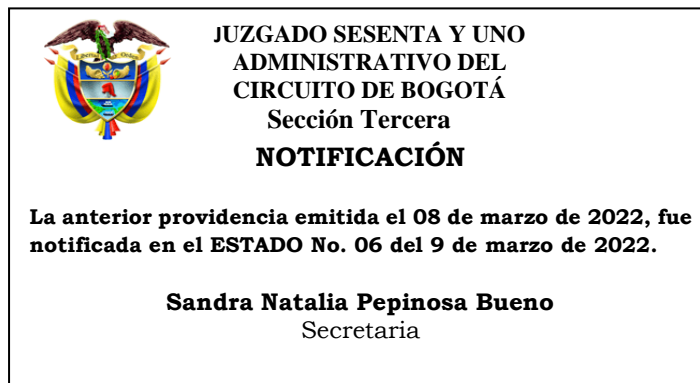 JUZGADO SESENTA Y UNO
ADMINISTRATIVO DEL
CIRCUITO DE BOGOTÁ
Sección Tercera
NOTIFICACIÓN
La anterior providencia emitida el 08 de marzo de 2022, fue
notificada en el ESTADO No. 06 del 9 de marzo de 2022.
Sandra Natalia Pepinosa Bueno
Secretaria